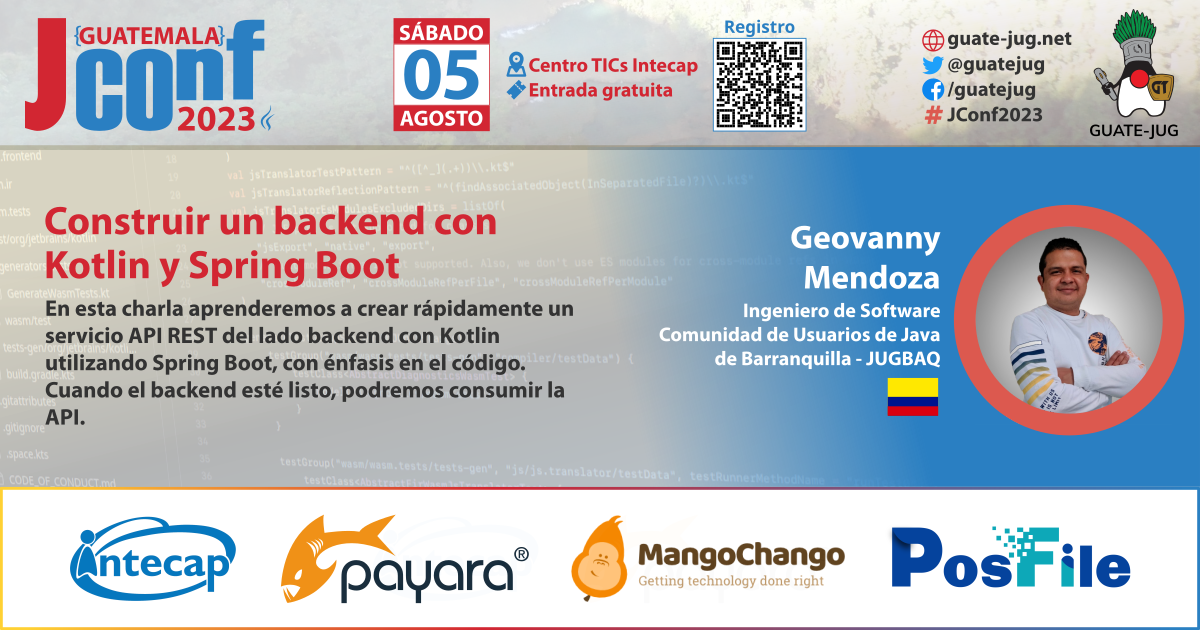 {GUATEMALA}
JConf
2023
SÁBADO
05
AGOSTO
Centro TICs Intecap
Entrada gratuita
Registro
guate-jug.net
@guatejug
/guatejug
# JConf2023
GT
GUATE-JUG
Construir un backend con
Kotlin y Spring Boot
En esta charla aprenderemos a crear rápidamente un
servicio API REST del lado backend con Kotlin
utilizando Spring Boot, con énfasis en el código.
Cuando el backend esté listo, podremos consumir la
API.
Geovanny
Mendoza
Ingeniero de Software
Comunidad de Usuarios de Java
de Barranquilla - JUGBAQ
intecap
payara®
MangoChango
Getting technology done right
PosFile